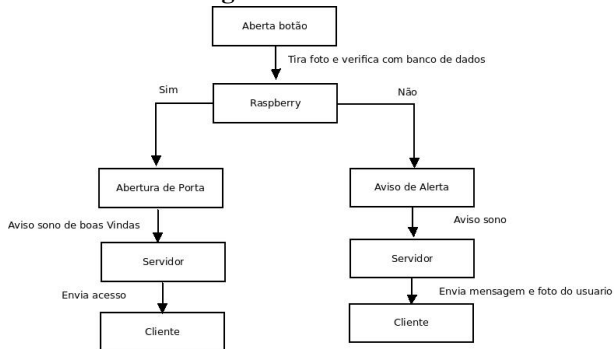 Aberta botão
Tira foto e verifica com banco de dados
Raspberry
Sim
Não
Abertura de Porta
Aviso de Alerta
Aviso sono de boas Vindas
Aviso sono
Servidor
Servidor
Envia acesso
Envia mensagem e foto do usuario
Cliente
Cliente